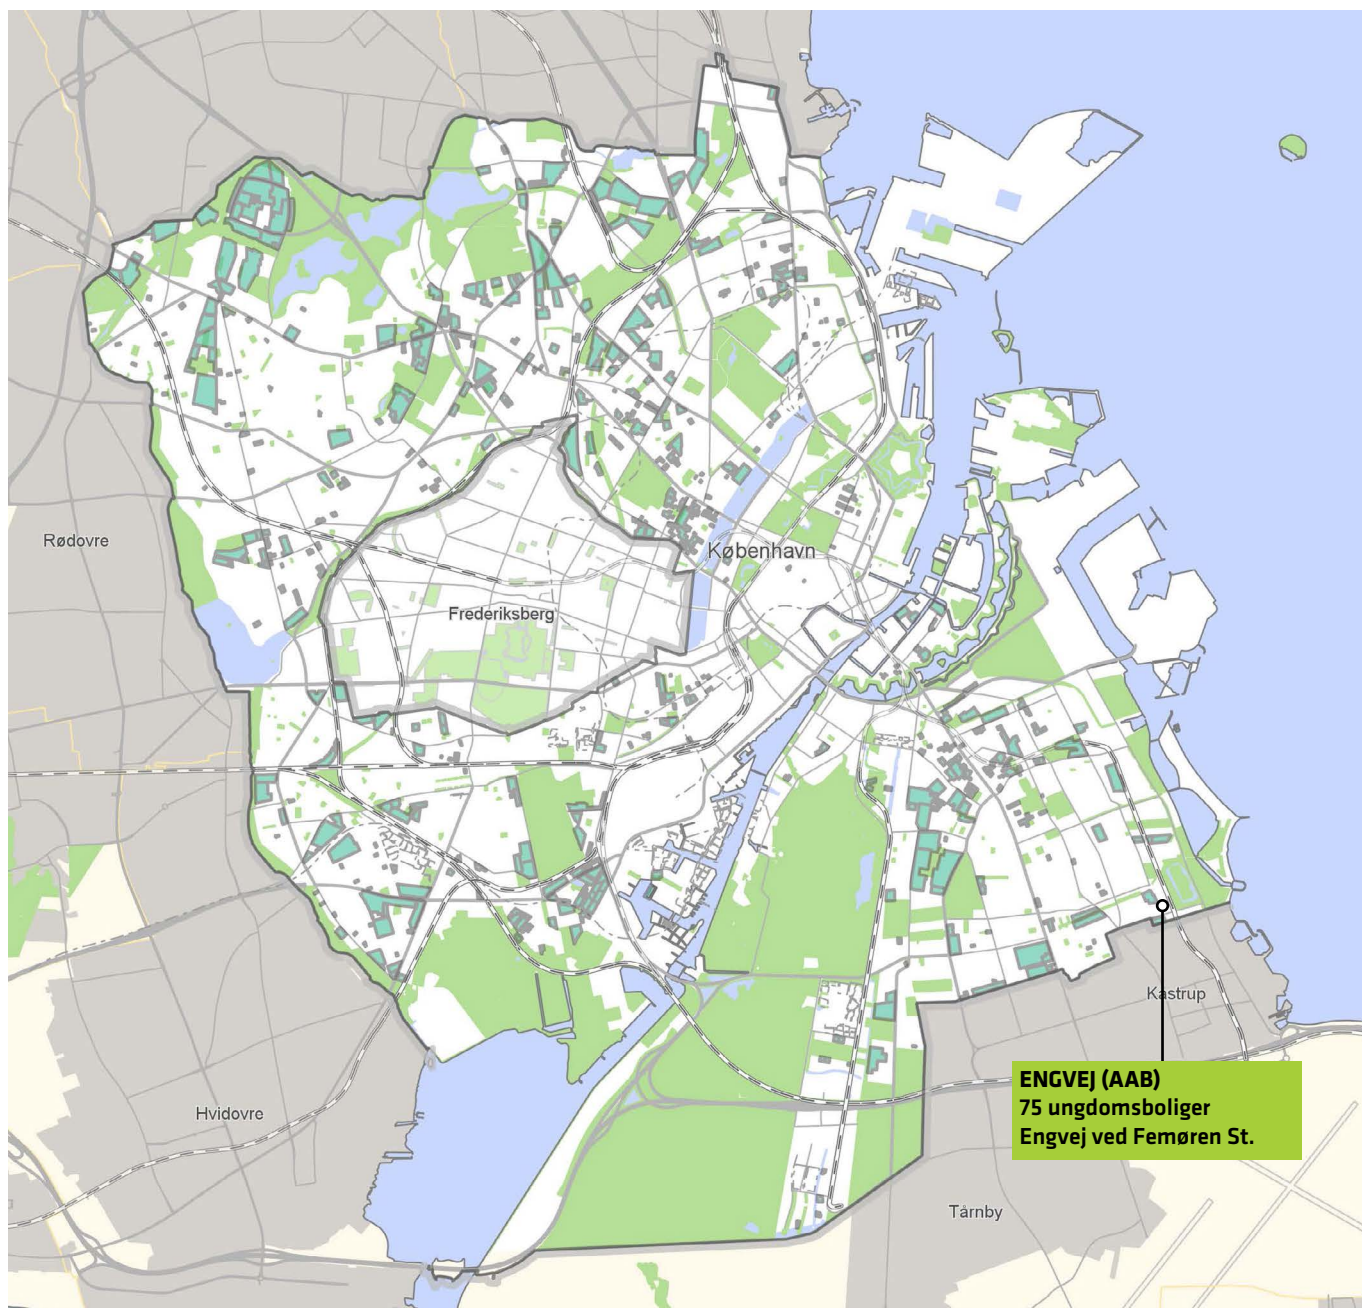 Rødovre
København
Frederiksberg
Kastrup
ENGVEJ (AAB)
75 ungdomsboliger
Engvej ved Femøren St.
Hvidovre
Tårnby